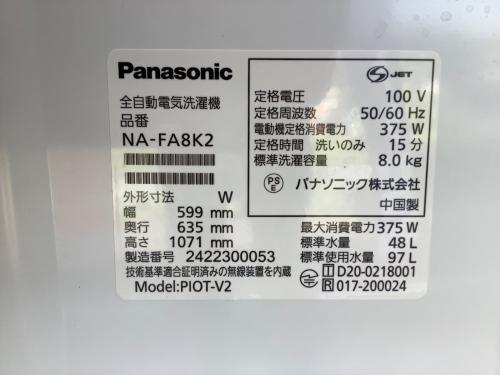 Panasonic
全自動電気洗濯機
品番
NA-FA8K2
外形寸法 W
幅 599 mm
奥行 635 mm
高さ 1071 mm
製造番号 2422300053
技術基準適合証明済みの無線装置を内蔵
Model:PIOT-V2
S JET
定格電圧 100 V
定格周波数 50/60 Hz
電動機定格消費電力 375 W
定格時間 洗いのみ 15 分
標準洗濯容量 8.0 kg
PS E パナソニック株式会社
中国製
最大消費電力 375 W
標準水量 48 L
標準使用水量 97 L
T D20-0218001
R 017-200024